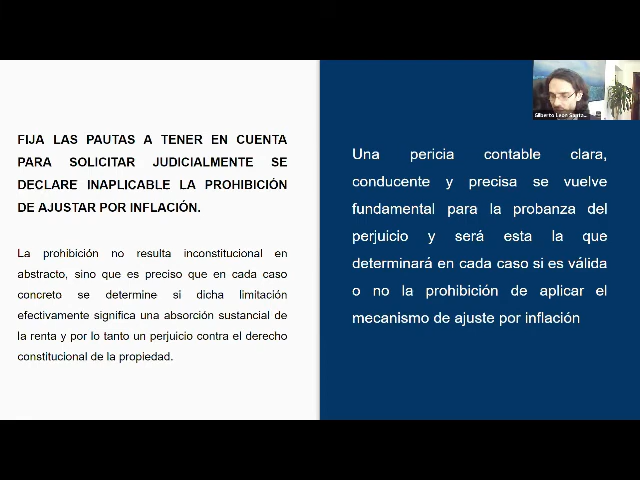 FIJA LAS PAUTAS A TENER EN CUENTA
PARA SOLICITAR JUDICIALMENTE SE
DECLARE INAPLICABLE LA PROHIBICIÓN
DE AJUSTAR POR INFLACIÓN.
La prohibición no resulta inconstitucional en
abstracto, sino que es preciso que en cada caso
concreto se determine si dicha limitación
efectivamente significa una absorción sustancial de
la renta y por lo tanto un perjuicio contra el derecho
constitucional de la propiedad.
Una pericia contable clara,
conducente y precisa se vuelve
fundamental para la probanza del
perjuicio y será esta la que
determinará en cada caso si es válida
o no la prohibición de aplicar el
mecanismo de ajuste por inflación
Gilberto León Santa...